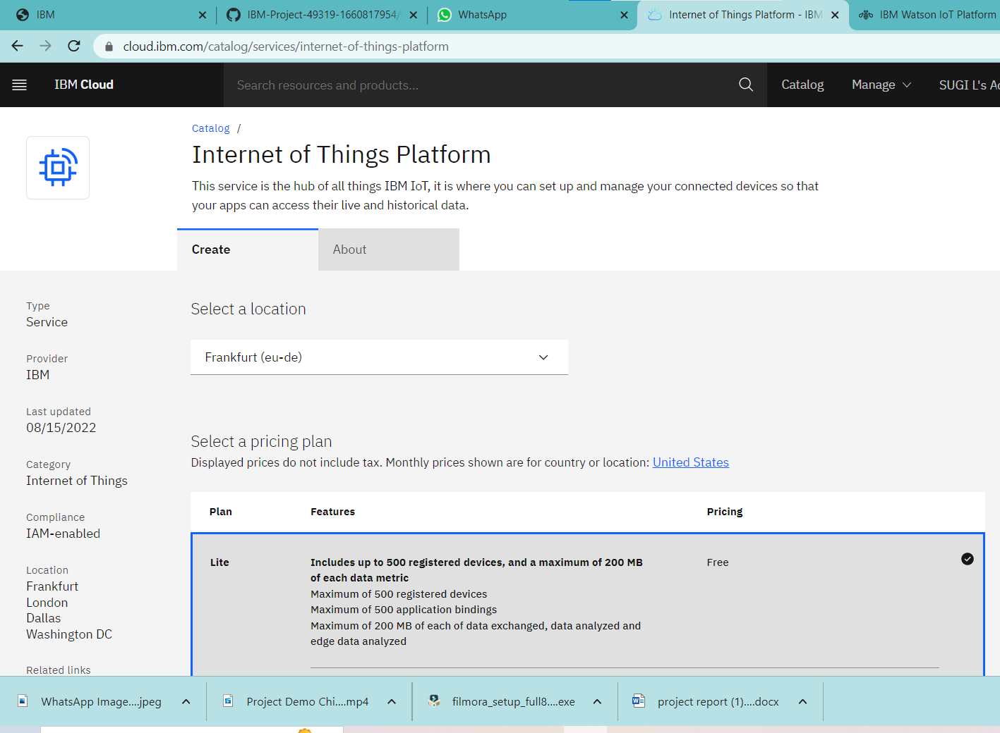 IBM
IBM-Project-49319-1660817954/
WhatsApp
Internet of Things Platform - IBM
IBM Watson IoT Platform
cloud.ibm.com/catalog/services/internet-of-things-platform
IBM Cloud
Search resources and products...
Catalog
Manage
SUGI L's Ac
Catalog /
Internet of Things Platform
This service is the hub of all things IBM IoT, it is where you can set up and manage your connected devices so that
your apps can access their live and historical data.
Create
About
Type
Service
Provider
IBM
Last updated
08/15/2022
Category
Internet of Things
Compliance
IAM-enabled
Location
Frankfurt
London
Dallas
Washington DC
Related links
Select a location
Frankfurt (eu-de)
Select a pricing plan
Displayed prices do not include tax. Monthly prices shown are for country or location: United States
Plan
Features
Pricing
Lite
Includes up to 500 registered devices, and a maximum of 200 MB
of each data metric
Maximum of 500 registered devices
Maximum of 500 application bindings
Maximum of 200 MB of each of data exchanged, data analyzed and
edge data analyzed
Free
WhatsApp Image....jpeg
Project Demo Chi....mp4
filmora_setup_full8....exe
project report (1)....docx